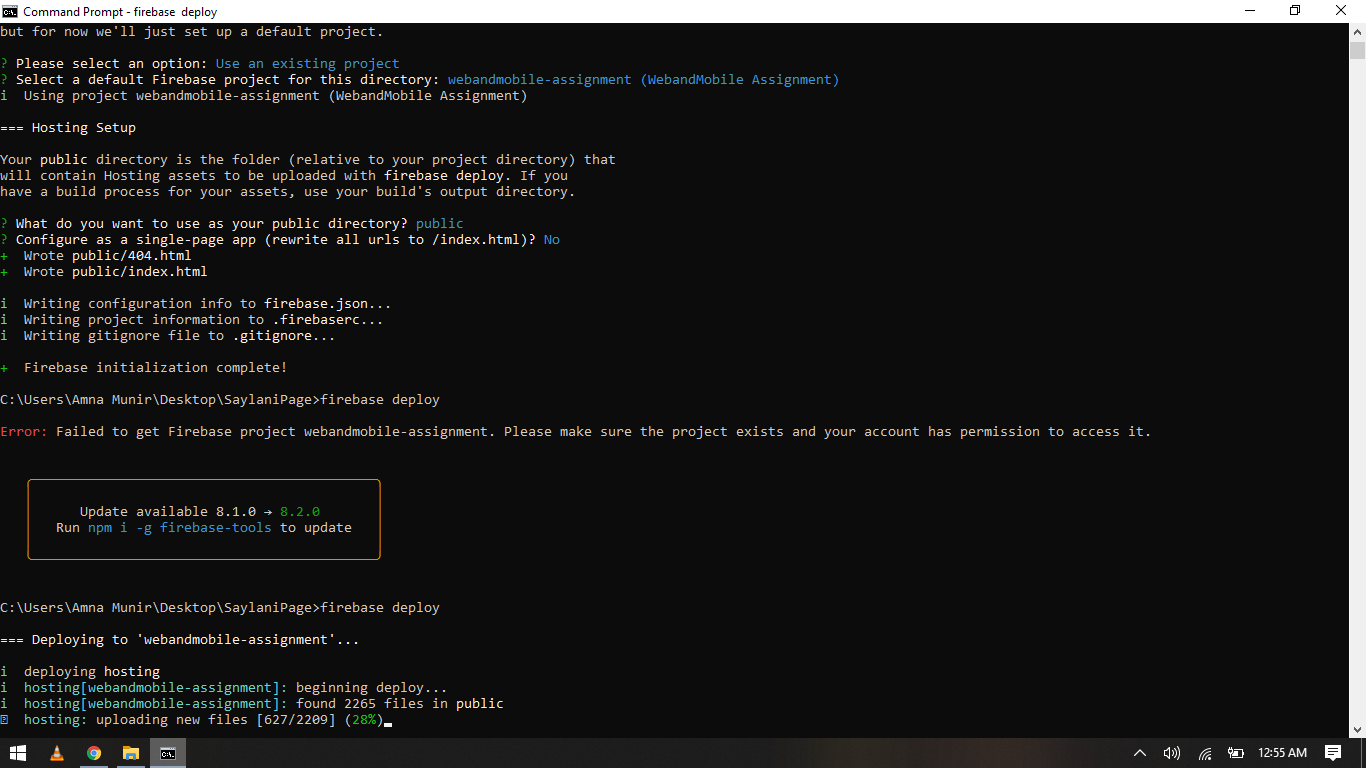 Command Prompt - firebase  deploy
but for now we'll just set up a default project.
? Please select an option: Use an existing project
? Select a default Firebase project for this directory: webandmobile-assignment (WebandMobile Assignment)
i  Using project webandmobile-assignment (WebandMobile Assignment)
=== Hosting Setup
Your public directory is the folder (relative to your project directory) that
will contain Hosting assets to be uploaded with firebase deploy. If you
have a build process for your assets, use your build's output directory.
? What do you want to use as your public directory? public
? Configure as a single-page app (rewrite all urls to /index.html)? No
+  Wrote public/404.html
+  Wrote public/index.html
i  Writing configuration info to firebase.json...
i  Writing project information to .firebaserc...
i  Writing gitignore file to .gitignore...
+  Firebase initialization complete!
C:\Users\Amna Munir\Desktop\SaylaniPage>firebase deploy
Error: Failed to get Firebase project webandmobile-assignment. Please make sure the project exists and your account has permission to access it.
Update available 8.1.0 → 8.2.0
Run npm i -g firebase-tools to update
C:\Users\Amna Munir\Desktop\SaylaniPage>firebase deploy
=== Deploying to 'webandmobile-assignment'...
i  deploying hosting
i  hosting[webandmobile-assignment]: beginning deploy...
i  hosting[webandmobile-assignment]: found 2265 files in public
hosting: uploading new files [627/2209] (28%)
12:55 AM